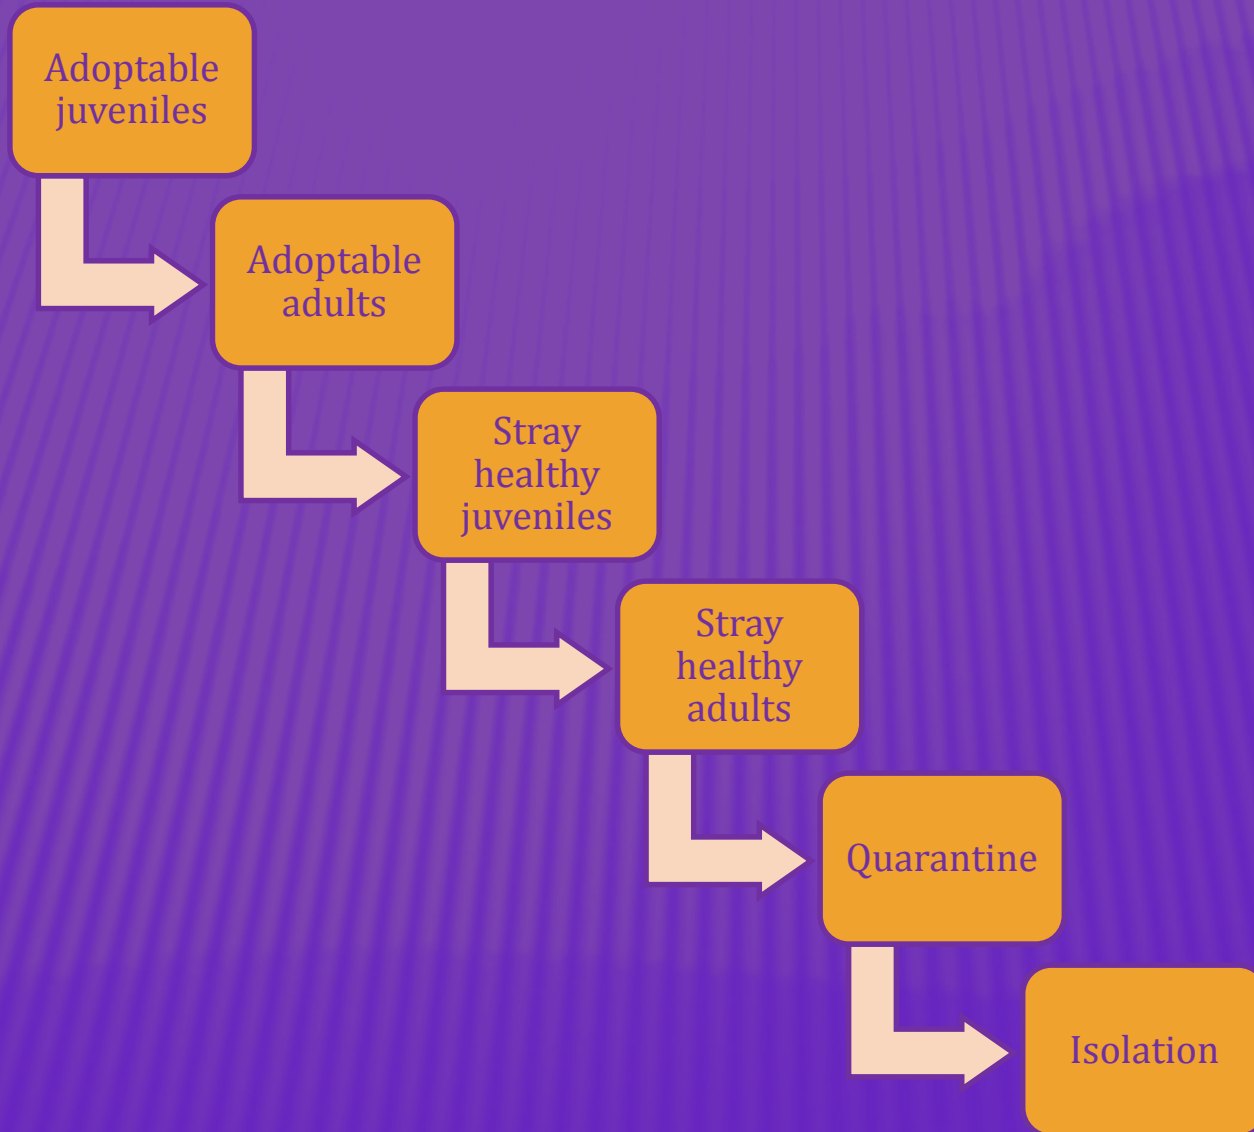 Adoptable
juveniles
Adoptable
adults
Stray
healthy
juveniles
Stray
healthy
adults
Quarantine
Isolation